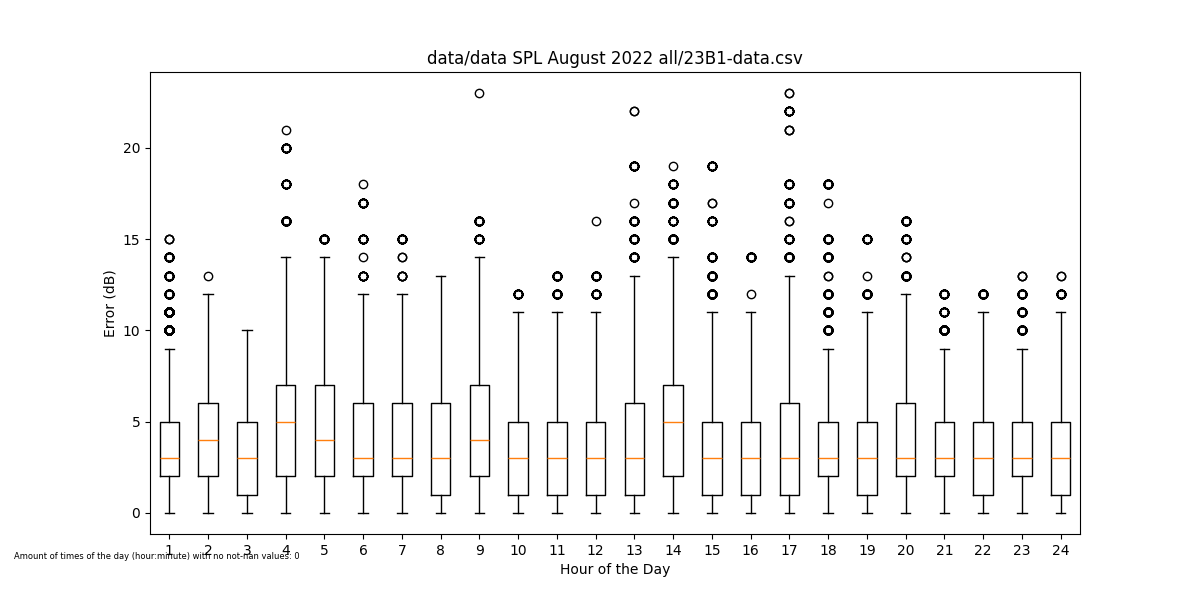 data/data SPL August 2022 all/23B1-data.csv
20
15
10
5
0
Error (dB)
1 2 3 4 5 6 7 8 9 10 11 12 13 14 15 16 17 18 19 20 21 22 23 24
Amount of times of the day (hour:minute) with no not-nan values: 0
Hour of the Day